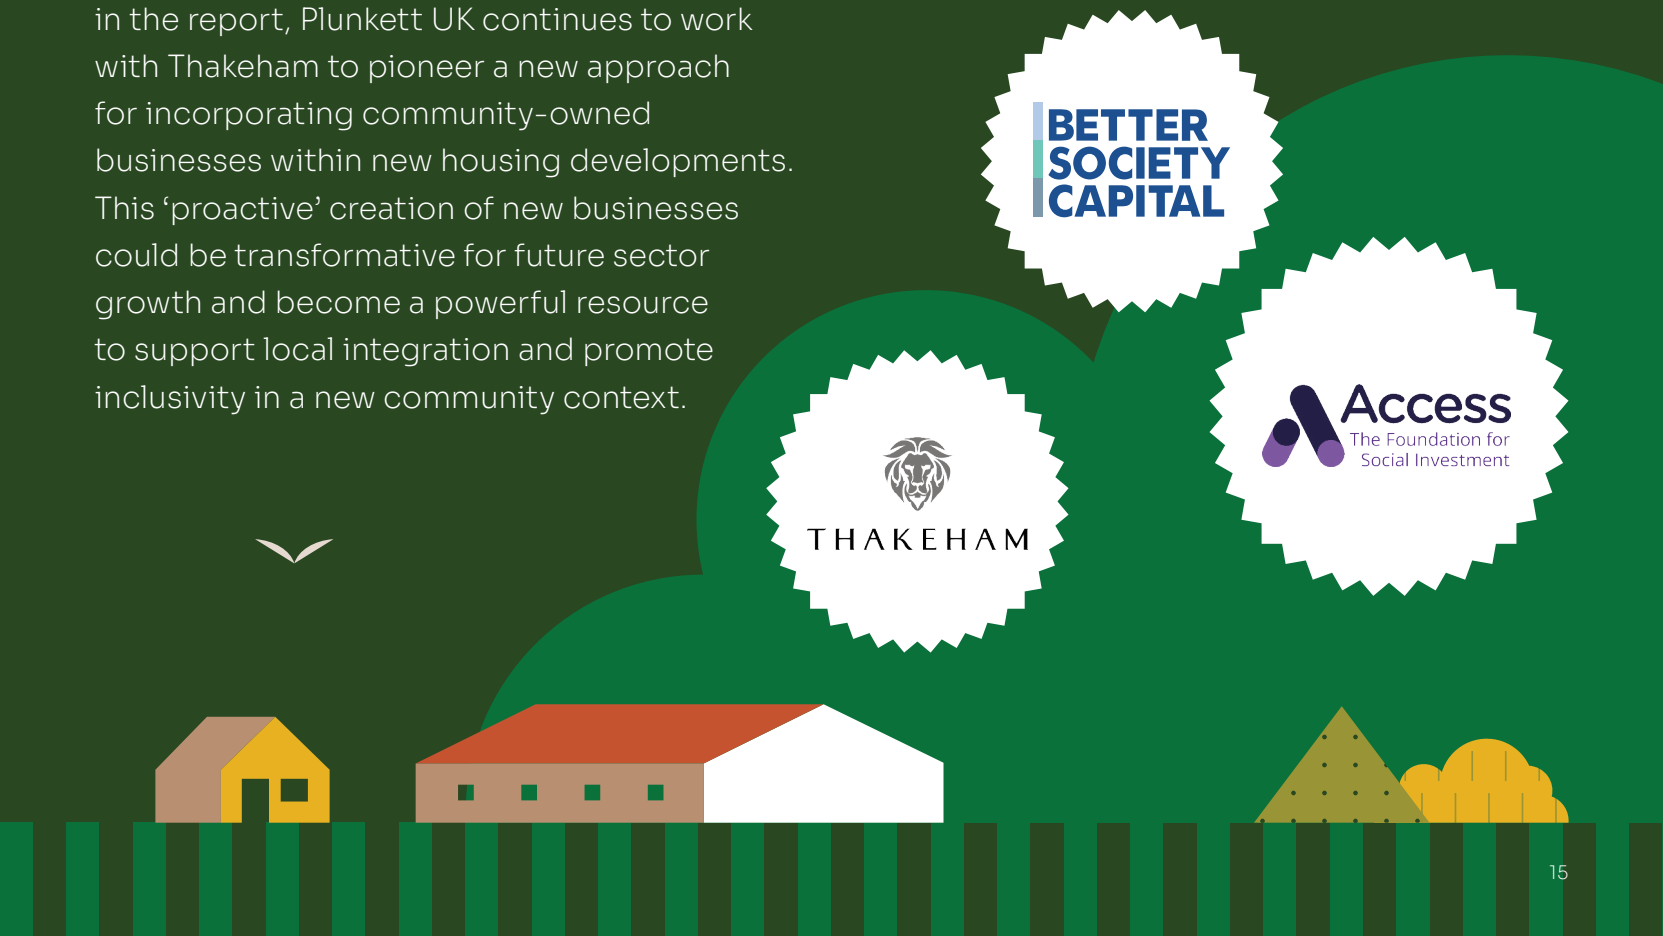 in the report, Plunkett UK continues to work
with Thakeham to pioneer a new approach
for incorporating community-owned
businesses within new housing developments.
This ‘proactive’ creation of new businesses
could be transformative for future sector
growth and become a powerful resource
to support local integration and promote
inclusivity in a new community context.
BETTER
SOCIETY
CAPITAL
Access
The Foundation for
Social Investment
THAKEHAM
15